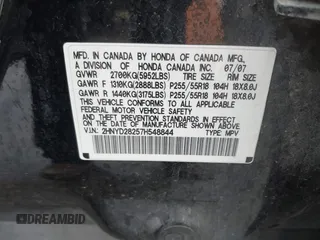 MFD. IN CANADA BY HONDA OF CANADA MFG.,
A DIVISION OF HONDA CANADA INC. 07/07
GVWR 2700KG(5952LBS) TIRE SIZE RIM SIZE
GAWR F 1310KG(2888LBS) P255/55R18 104H 18X8.0J
GAWR R 1440KG(3175LBS) P255/55R18 104H 18X8.0J
THIS VEHICLE CONFORMS TO ALL APPLICABLE
FEDERAL MOTOR VEHICLE SAFETY AND
THEFT PREVENTION STANDARDS IN EFFECT ON
THE DATE OF MANUFACTURE SHOWN ABOVE.
V.I.N: 2HNYD28257H548844 TYPE: MPV
DREAMBID